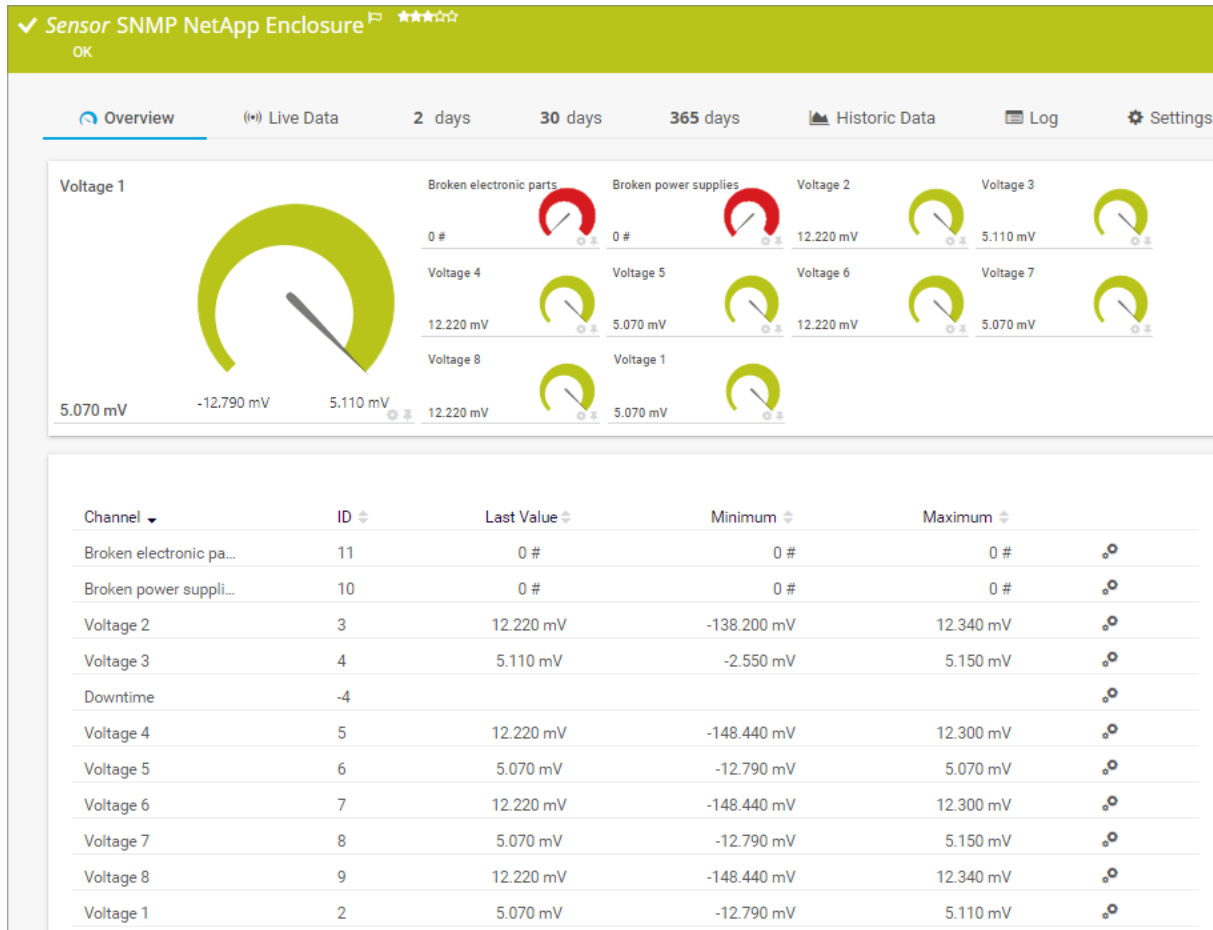 Sensor SNMP NetApp Enclosure
OK
Overview Live Data 2 days 30 days 365 days Historic Data Log Settings
Voltage 1
5.070 mV
-12.790 mV 5.110 mV
Broken electronic parts
0 #
Broken power supplies
0 #
Voltage 2
12.220 mV
Voltage 3
5.110 mV
Voltage 4
12.220 mV
Voltage 5
5.070 mV
Voltage 6
12.220 mV
Voltage 7
5.070 mV
Voltage 8
12.220 mV
Voltage 1
5.070 mV
Channel ID Last Value Minimum Maximum
Broken electronic pa... 11 0 # 0 # 0 #
Broken power suppli... 10 0 # 0 # 0 #
Voltage 2 3 12.220 mV -138.200 mV 12.340 mV
Voltage 3 4 5.110 mV -2.550 mV 5.150 mV
Downtime -4
Voltage 4 5 12.220 mV -148.440 mV 12.300 mV
Voltage 5 6 5.070 mV -12.790 mV 5.070 mV
Voltage 6 7 12.220 mV -148.440 mV 12.300 mV
Voltage 7 8 5.070 mV -12.790 mV 5.150 mV
Voltage 8 9 12.220 mV -148.440 mV 12.340 mV
Voltage 1 2 5.070 mV -12.790 mV 5.110 mV